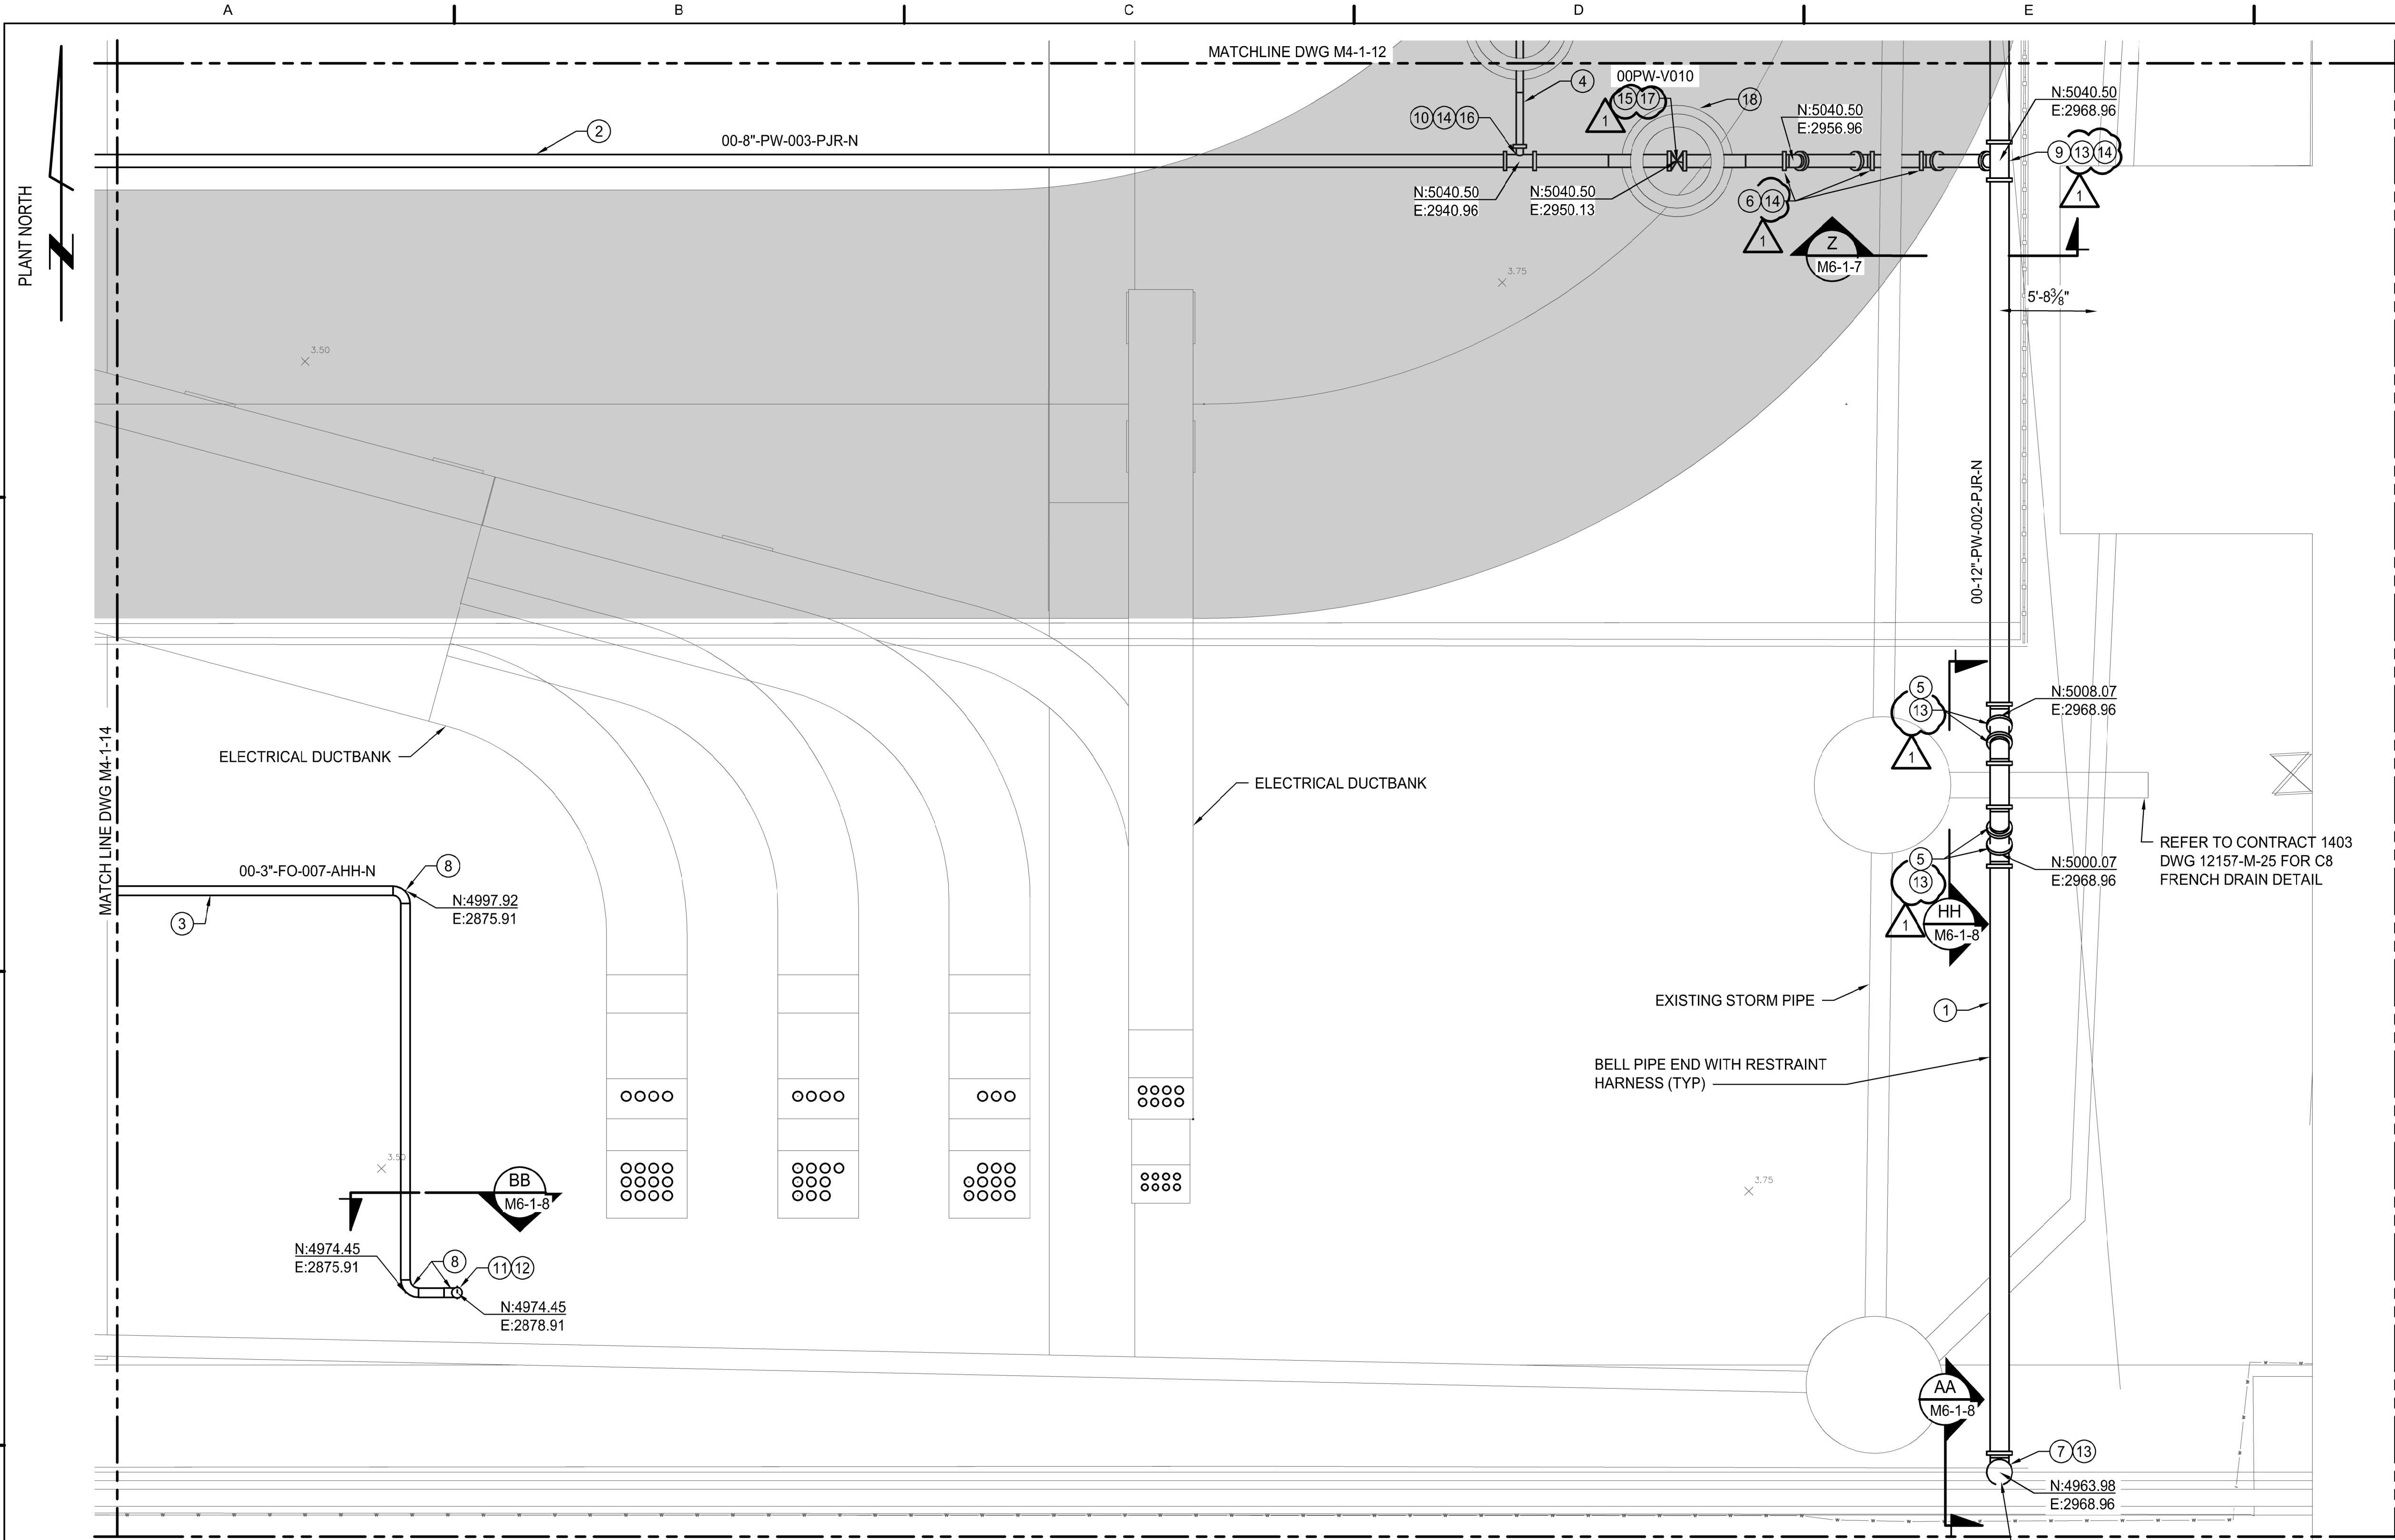 A
B
C
D
E
MATCHLINE DWG M4-1-12
PLANT NORTH
N
2
00-8"-PW-003-PJR-N
4
10 14 16
00PW-V010
15 17
1
18
N:5040.50
E:2956.96
N:5040.50
E:2968.96
9 13 14
1
N:5040.50
E:2940.96
N:5040.50
E:2950.13
6 14
1
Z
M6-1-7
5'-8⅜"
3.75
3.50
00-12"-PW-002-PJR-N
5
13
1
N:5008.07
E:2968.96
MATCH LINE DWG M4-1-14
ELECTRICAL DUCTBANK
ELECTRICAL DUCTBANK
REFER TO CONTRACT 1403
DWG 12157-M-25 FOR C8
FRENCH DRAIN DETAIL
5
13
1
N:5000.07
E:2968.96
00-3"-FO-007-AHH-N
8
N:4997.92
E:2875.91
3
HH
M6-1-8
EXISTING STORM PIPE
1
BELL PIPE END WITH RESTRAINT
HARNESS (TYP)
3.50
3.75
BB
M6-1-8
N:4974.45
E:2875.91
8
11 12
N:4974.45
E:2878.91
AA
M6-1-8
7 13
N:4963.98
E:2968.96